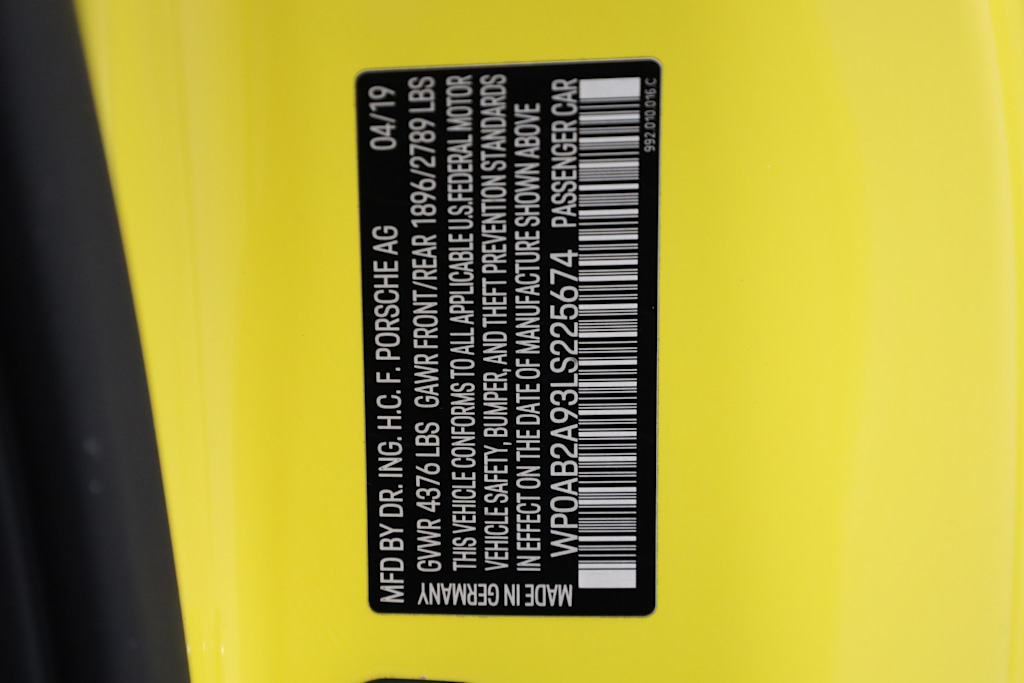 MFD BY DR. ING. H.C. F. PORSCHE AG 04/19
GVWR 4376 LBS GAWR FRONT/REAR 1896/2789 LBS
THIS VEHICLE CONFORMS TO ALL APPLICABLE U.S.FEDERAL MOTOR
VEHICLE SAFETY, BUMPER, AND THEFT PREVENTION STANDARDS
IN EFFECT ON THE DATE OF MANUFACTURE SHOWN ABOVE
WP0AB2A93LS225674 PASSENGER CAR
MADE IN GERMANY
992.010.016.C